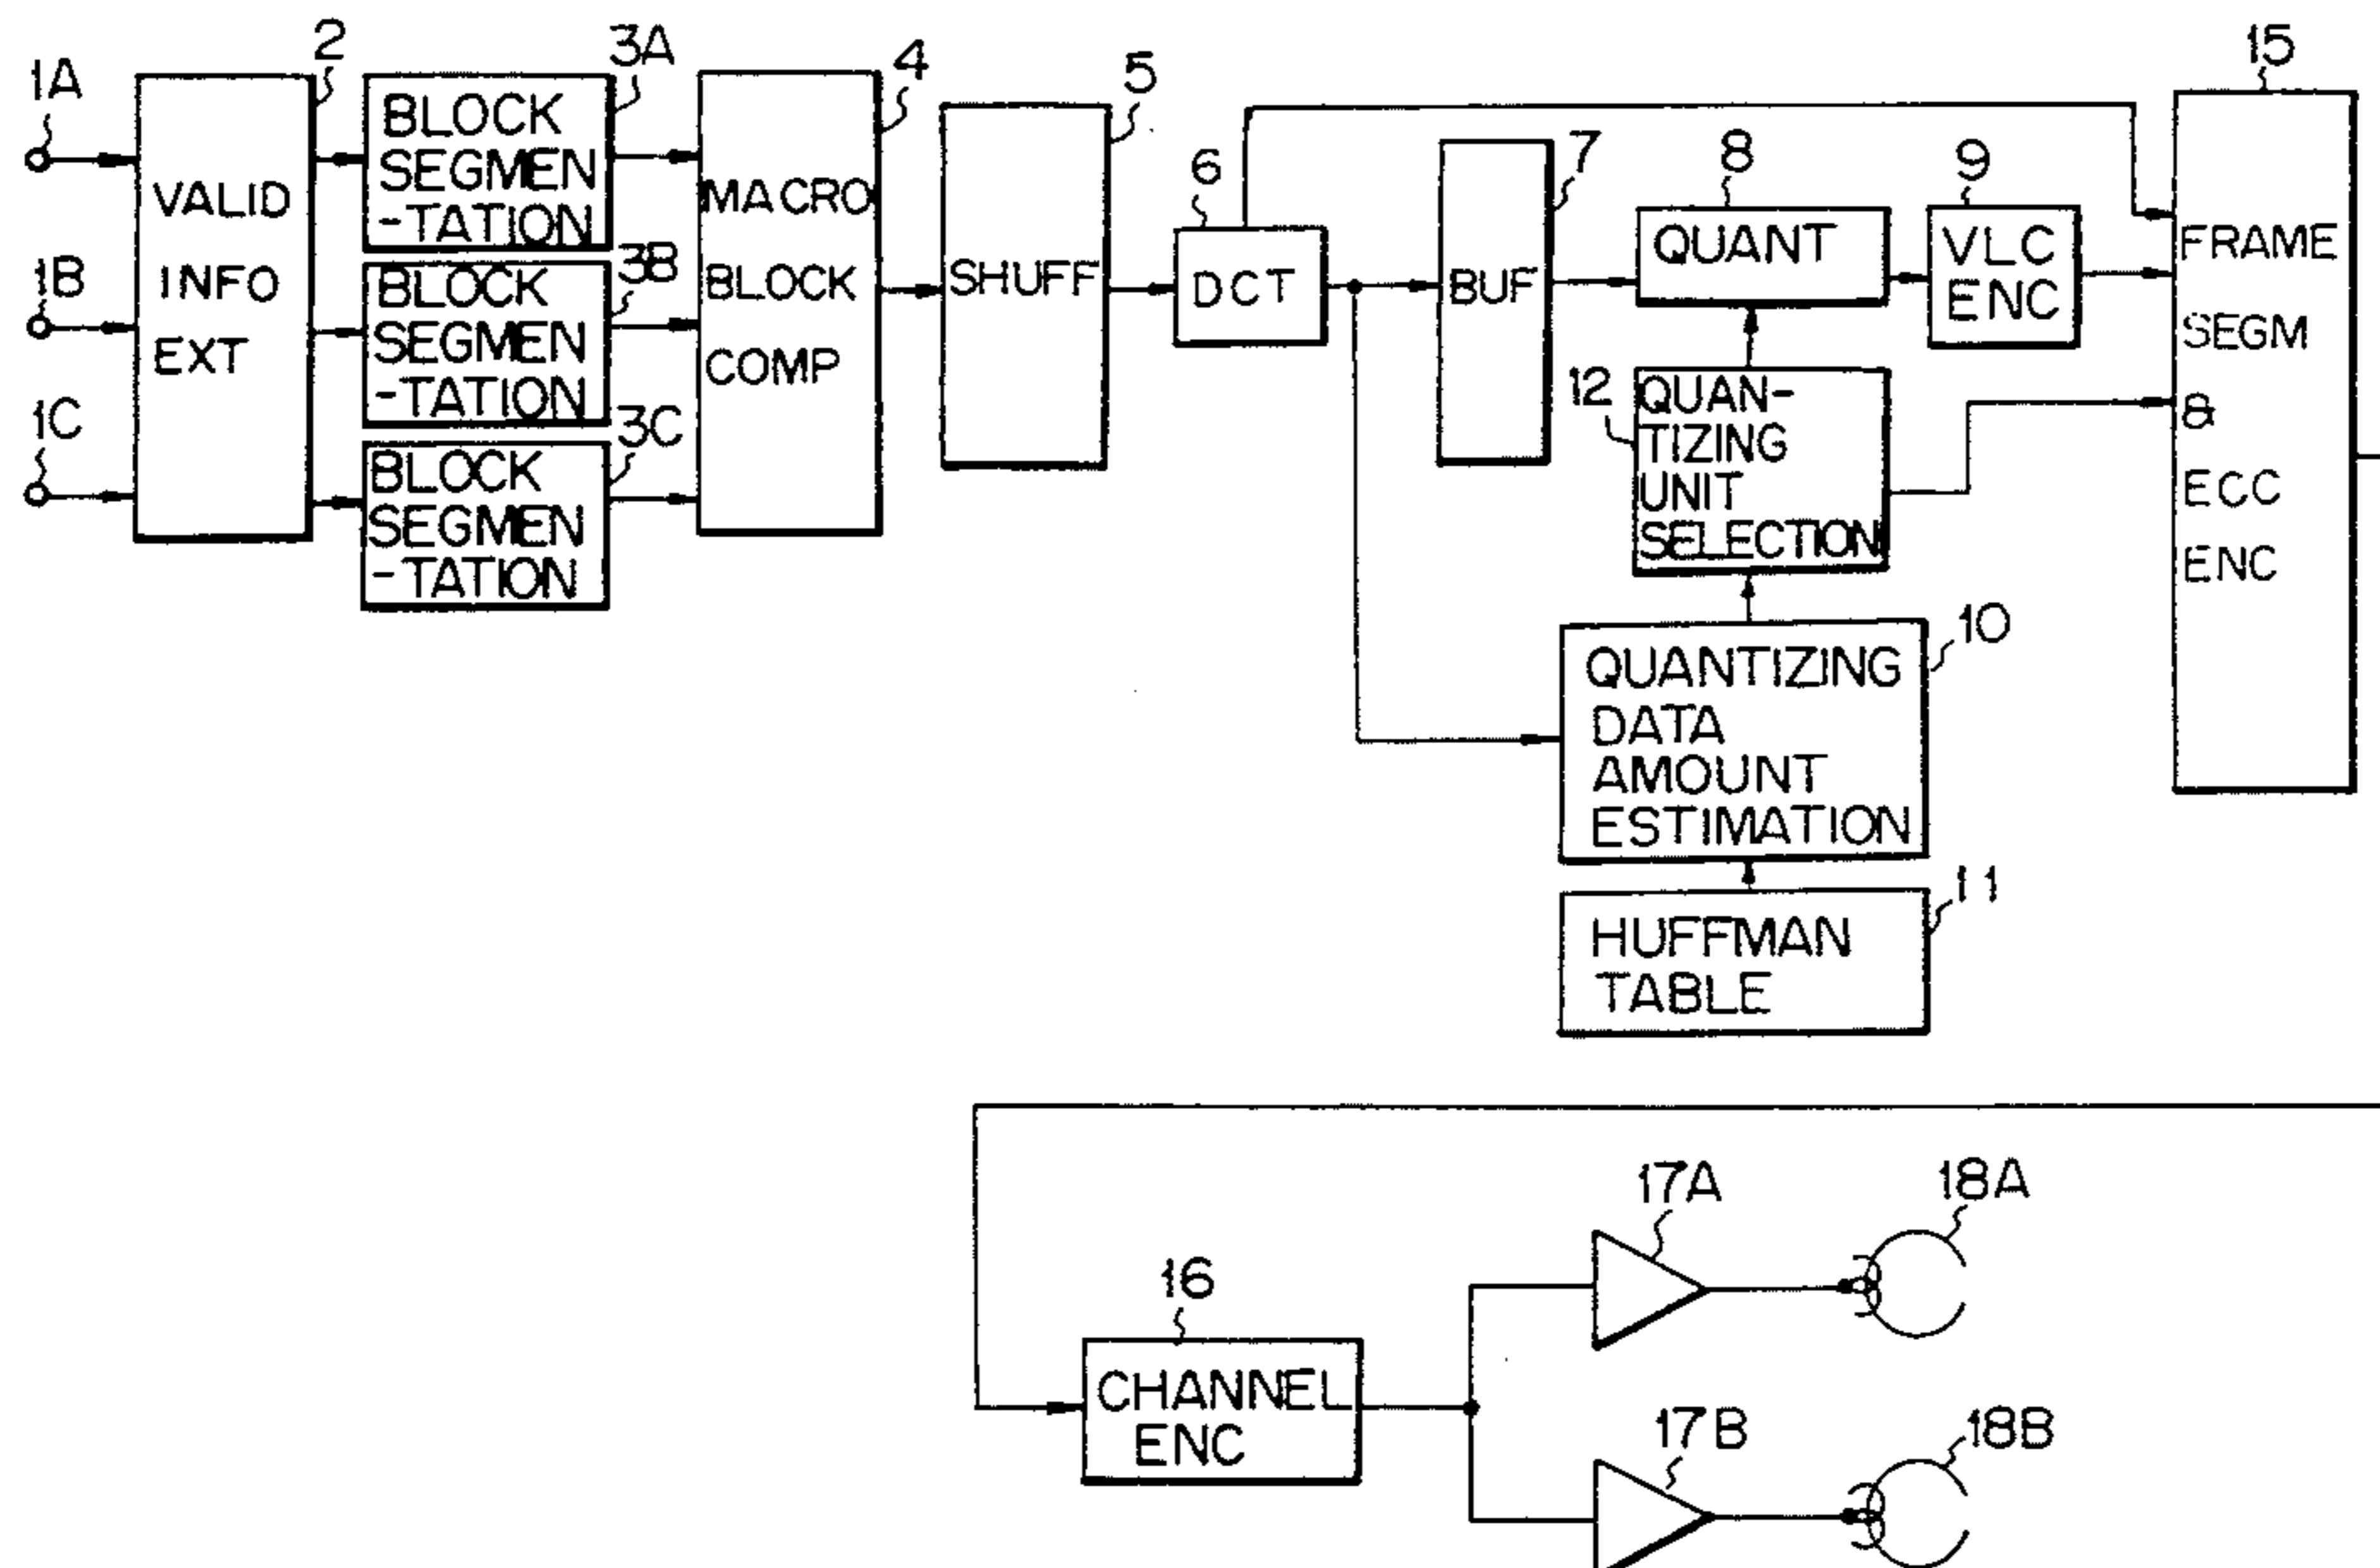 1A
1B
1C
2
VALID
INFO
EXT
3A
BLOCK
SEGMEN
-TATION
3B
BLOCK
SEGMEN
-TATION
3C
BLOCK
SEGMEN
-TATION
4
MACRO
BLOCK
COMP
5
SHUFF
6
DCT
7
BUF
8
QUANT
9
VLC
ENC
12
QUAN-
TIZING
UNIT
SELECTION
10
QUANTIZING
DATA
AMOUNT
ESTIMATION
11
HUFFMAN
TABLE
15
FRAME
SEGM
&
ECC
ENC
16
CHANNEL
ENC
17A
18A
17B
18B